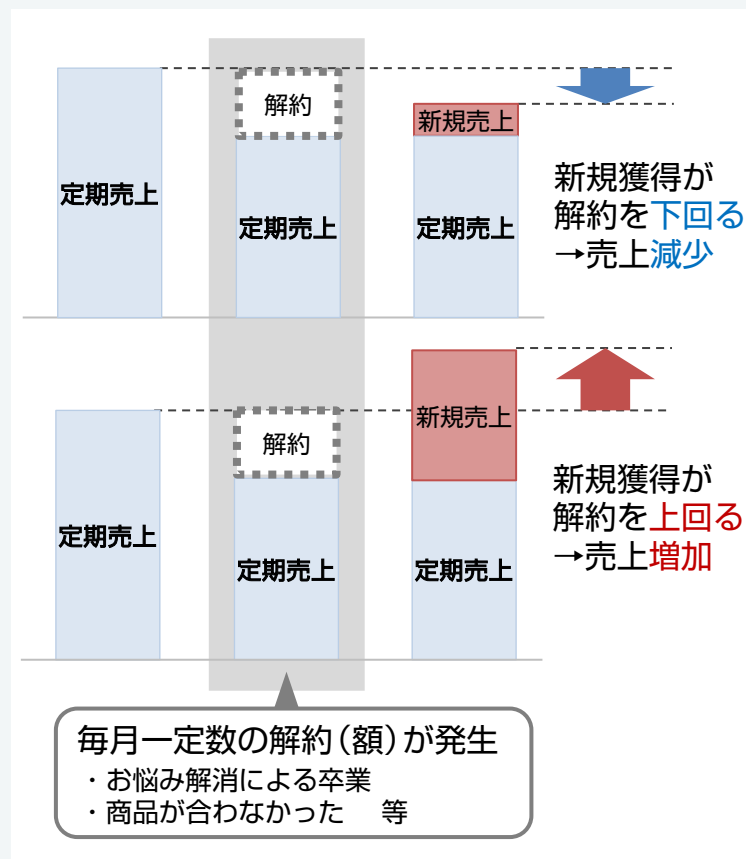 定期売上
解約
定期売上
新規売上
定期売上
新規獲得が
解約を下回る
→売上減少
定期売上
解約
定期売上
新規売上
定期売上
新規獲得が
解約を上回る
→売上増加
毎月一定数の解約(額)が発生
・お悩み解消による卒業
・商品が合わなかった　等